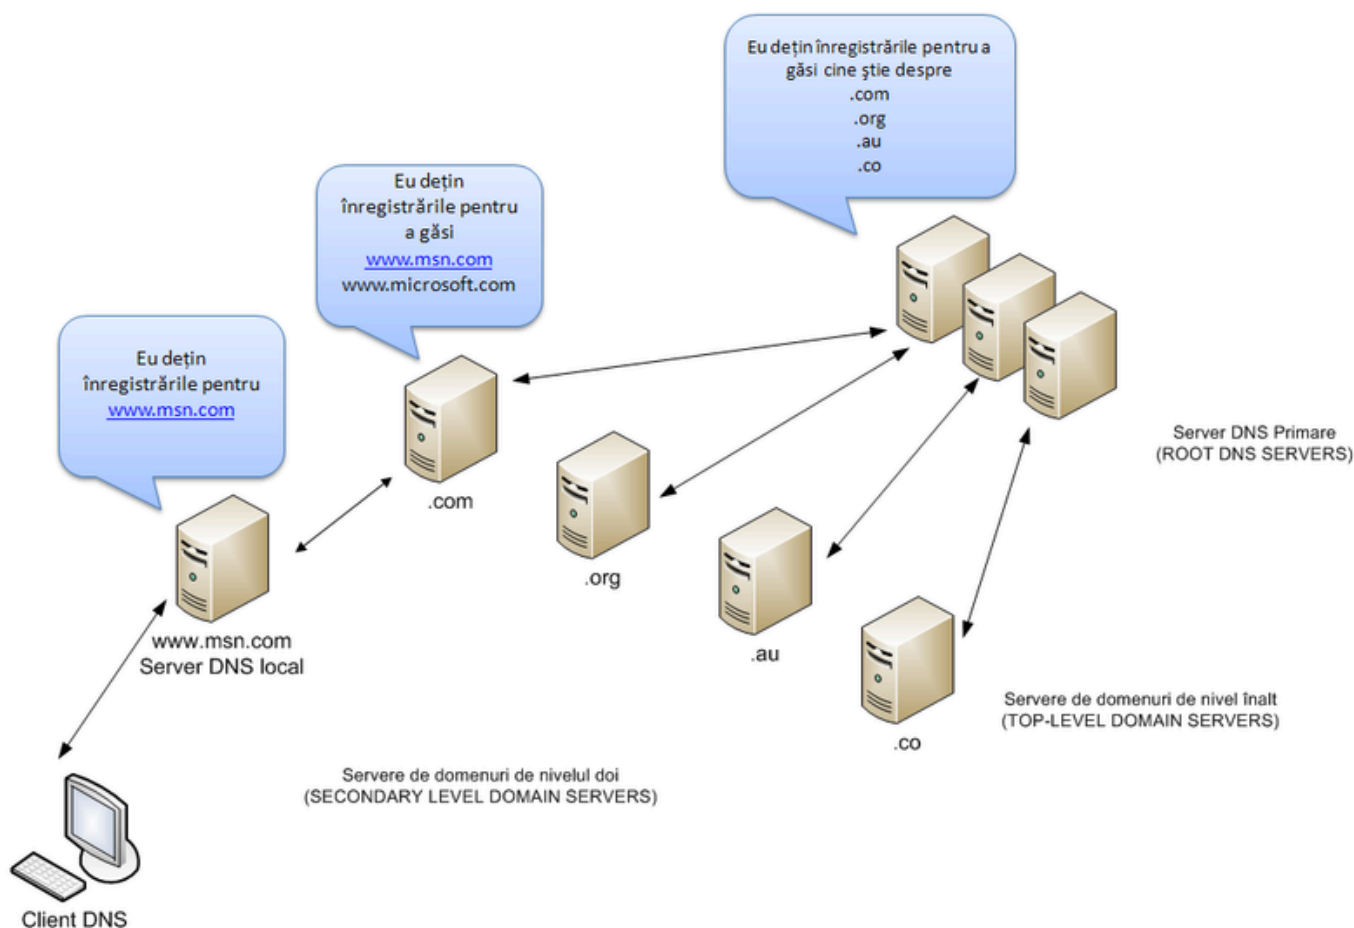 Eu dețin înregistrările pentru a
găsi cine ştie despre
.com
.org
.au
.co
Eu dețin
înregistrările pentru
a găsi
www.msn.com
www.microsoft.com
Eu dețin
înregistrările pentru
www.msn.com
Server DNS Primare
(ROOT DNS SERVERS)
.com
.org
.au
.co
www.msn.com
Server DNS local
Servere de domenuri de nivel înalt
(TOP-LEVEL DOMAIN SERVERS)
Servere de domenuri de nivelul doi
(SECONDARY LEVEL DOMAIN SERVERS)
Client DNS